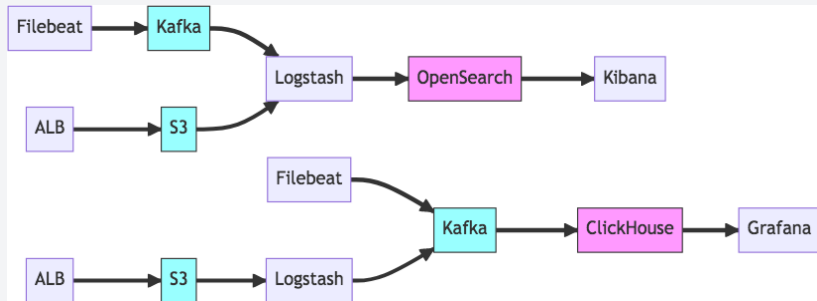 Filebeat
Kafka
Logstash
OpenSearch
Kibana
ALB
S3
Filebeat
Kafka
ClickHouse
Grafana
ALB
S3
Logstash